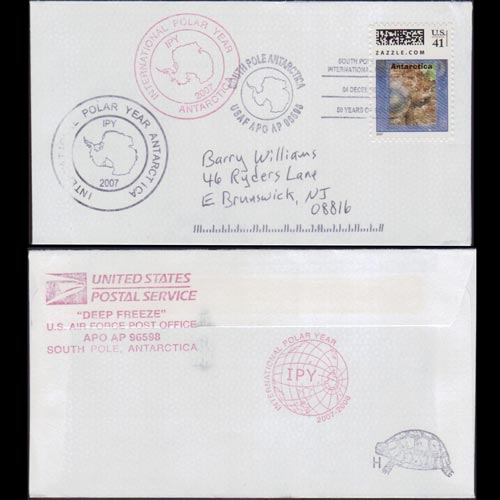 INTERNATIONAL POLAR YEAR
IPY
2007
ANTARCTICA
SOUTH POLE ANTARCTICA
USAF APO AP 96598
INTERNATIONAL POLAR YEAR ANTARCTICA
IPY
2007
U.S.
41
ZAZZLE.COM
Antarctica
SOUTH PO
INTERNATIONAL
04 DECE
50 YEARS O
Barry Williams
46 Ryders Lane
E Brunswick, NJ
08816
UNITED STATES
POSTAL SERVICE
"DEEP FREEZE"
U.S. AIR FORCE POST OFFICE
APO AP 96598
SOUTH POLE, ANTARCTICA
INTERNATIONAL POLAR YEAR
IPY
2007-2008
H